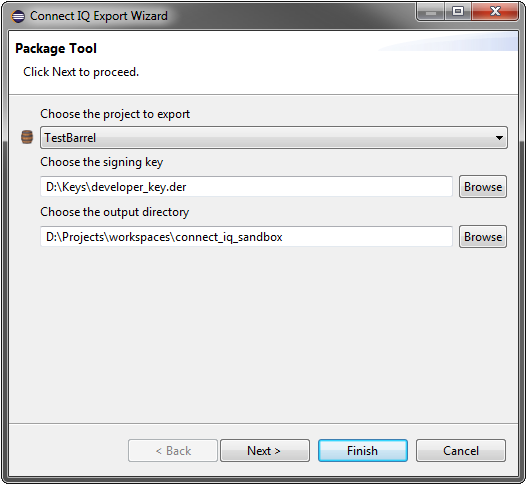 Connect IQ Export Wizard
Package Tool
Click Next to proceed.
Choose the project to export
TestBarrel
Choose the signing key
D:\Keys\developer_key.der
Browse
Choose the output directory
D:\Projects\workspaces\connect_iq_sandbox
Browse
< Back
Next >
Finish
Cancel